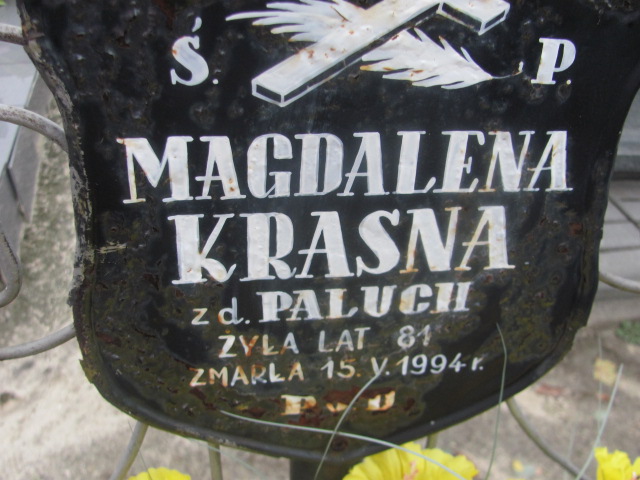 Ś. P.
MAGDALENA
KRASNA
z d. PALUCH
ŻYŁA LAT 81
ZMARŁA 15.V.1994 r.